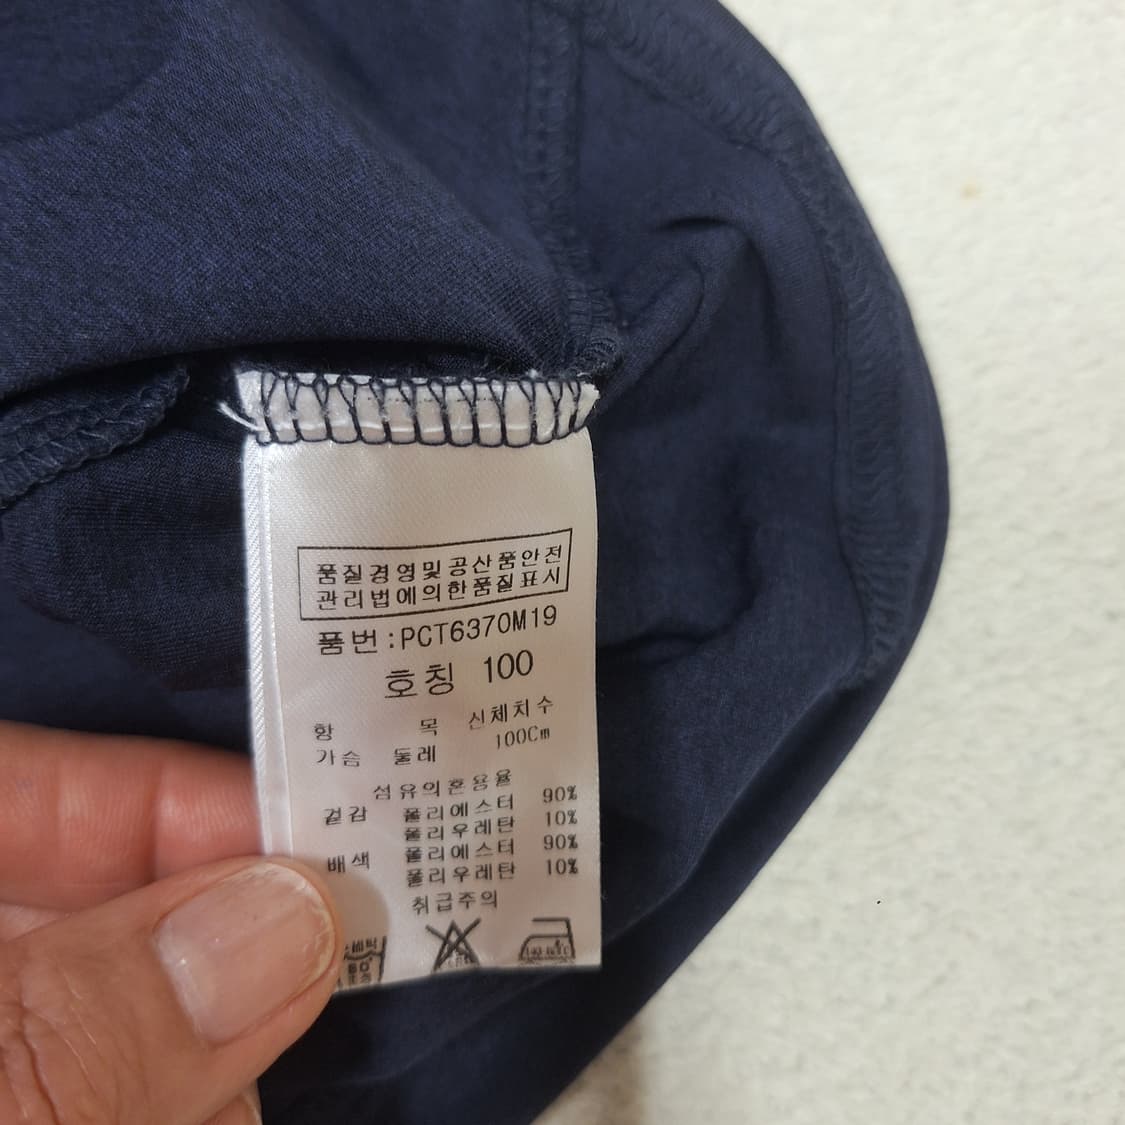 품질경영및공산품안전
관리법에의한품질표시
품번:PCT6370M19
호칭 100
항 목 신체치수
가슴 둘레 100Cm
섬유의혼용율
겉감 폴리에스터 90%
폴리우레탄 10%
배색 폴리에스터 90%
폴리우레탄 10%
취급주의